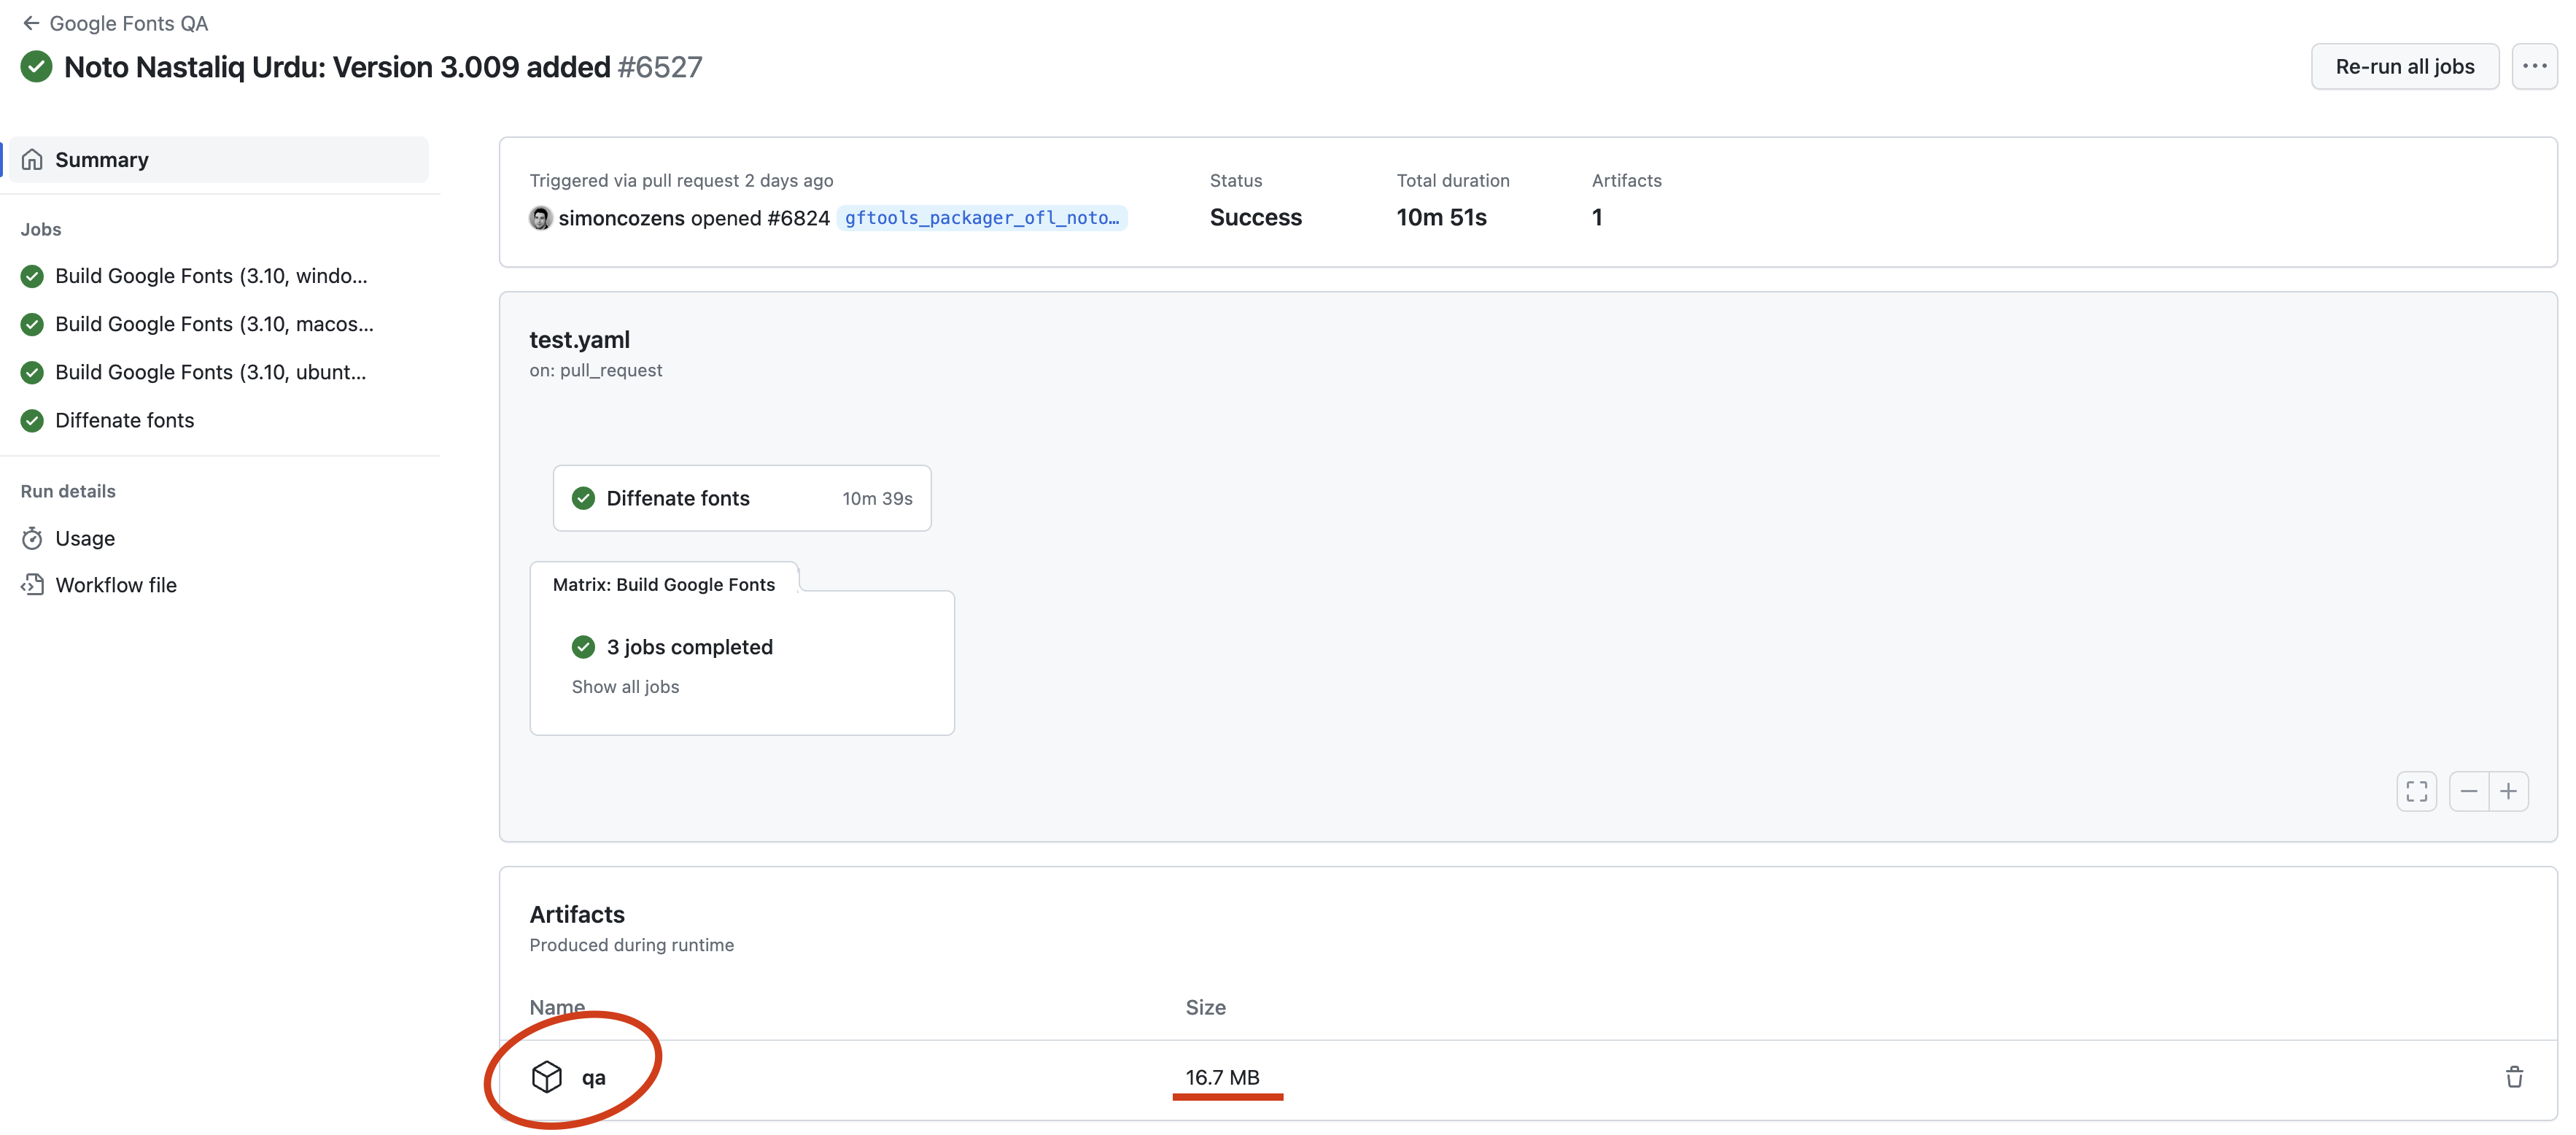 Google Fonts QA
Noto Nastaliq Urdu: Version 3.009 added #6527
Re-run all jobs
Summary
Jobs
Build Google Fonts (3.10, windo...
Build Google Fonts (3.10, macos...
Build Google Fonts (3.10, ubunt...
Diffenate fonts
Run details
Usage
Workflow file
Triggered via pull request 2 days ago
simoncozens opened #6824 gftools_packager_ofl_noto…
Status
Success
Total duration
10m 51s
Artifacts
1
test.yaml
on: pull_request
Diffenate fonts 10m 39s
Matrix: Build Google Fonts
3 jobs completed
Show all jobs
Artifacts
Produced during runtime
Name Size
qa 16.7 MB